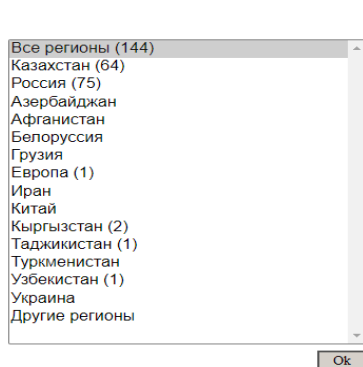 Все регионы (144)
Казахстан (64)
Россия (75)
Азербайджан
Афганистан
Белоруссия
Грузия
Европа (1)
Иран
Китай
Кыргызстан (2)
Таджикистан (1)
Туркменистан
Узбекистан (1)
Украина
Другие регионы
Ok